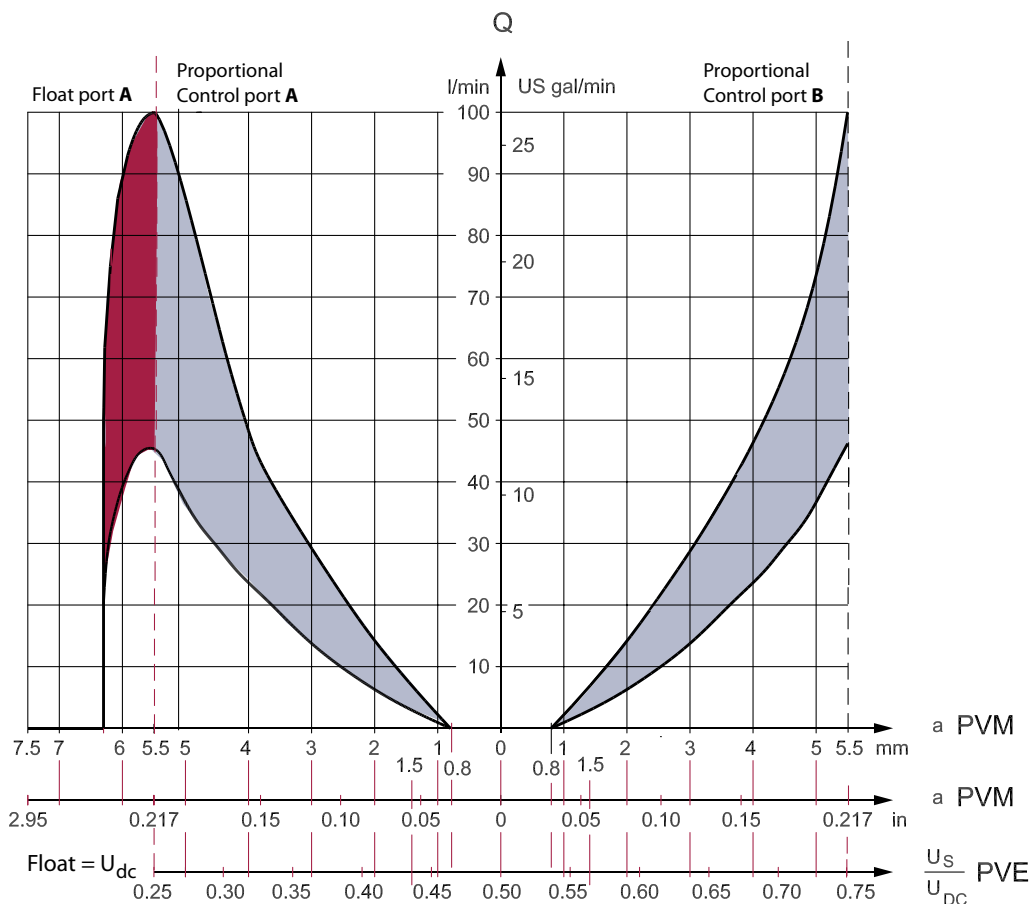 Q
Float port A
Proportional
Control port A
l/min
US gal/min
Proportional
Control port B
100
90
80
70
60
50
40
30
20
10
25
20
15
10
5
7.5 7 6 5.5 5 4 3 2 1 0 1 2 3 4 5 5.5 mm
a PVM
1.5 0.8 0.8 1.5
a PVM
2.95 0.217 0.15 0.10 0.05 0 0.05 0.10 0.15 0.217 in
Float = Udc
US
UDC
PVE
0.25 0.30 0.35 0.40 0.45 0.50 0.55 0.60 0.65 0.70 0.75